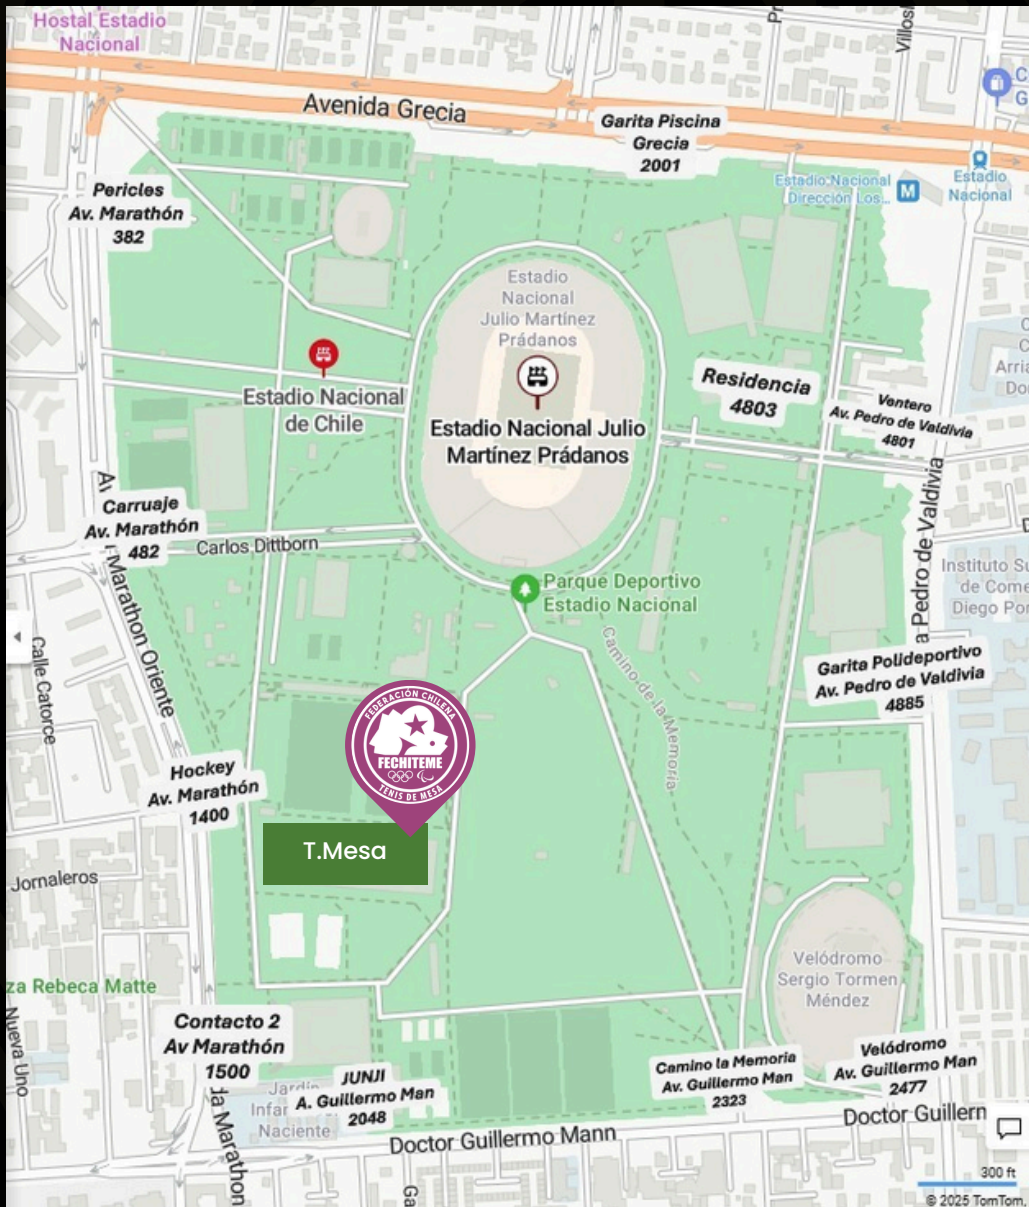 Hostal Estadio
Nacional
Avenida Grecia
Garita Piscina
Grecia
2001
Estadio Nacional
Dirección Los...
M
Estadio
Nacional
Pericles
Av. Marathón
382
Estadio
Nacional
Julio Martínez
Prádanos
Estadio Nacional
de Chile
Estadio Nacional Julio
Martínez Prádanos
Residencia
4803
Ventero
Av. Pedro de Valdivia
4801
Carruaje
Av. Marathón
482
Carlos Dittborn
Marathon Oriente
Parque Deportivo
Estadio Nacional
Camino de la Memoria
a Pedro de Valdivia
Instituto Su
de Come
Diego Por
Calle Catorce
Garita Polideportivo
Av. Pedro de Valdivia
4885
FEDERACIÓN CHILENA
FECHITEME
TENIS DE MESA
Hockey
Av. Marathón
1400
T.Mesa
Jornaleros
za Rebeca Matte
Nueva Uno
Velódromo
Sergio Tormen
Méndez
Contacto 2
Av Marathón
1500
Jardín
Infan
Naciente
JUNJI
A. Guillermo Man
2048
Camino la Memoria
Av. Guillermo Man
2323
Velódromo
Av. Guillermo Man
2477
la Marathon
Doctor Guillermo Mann
Doctor Guillern
300 ft
© 2025 TomTom,